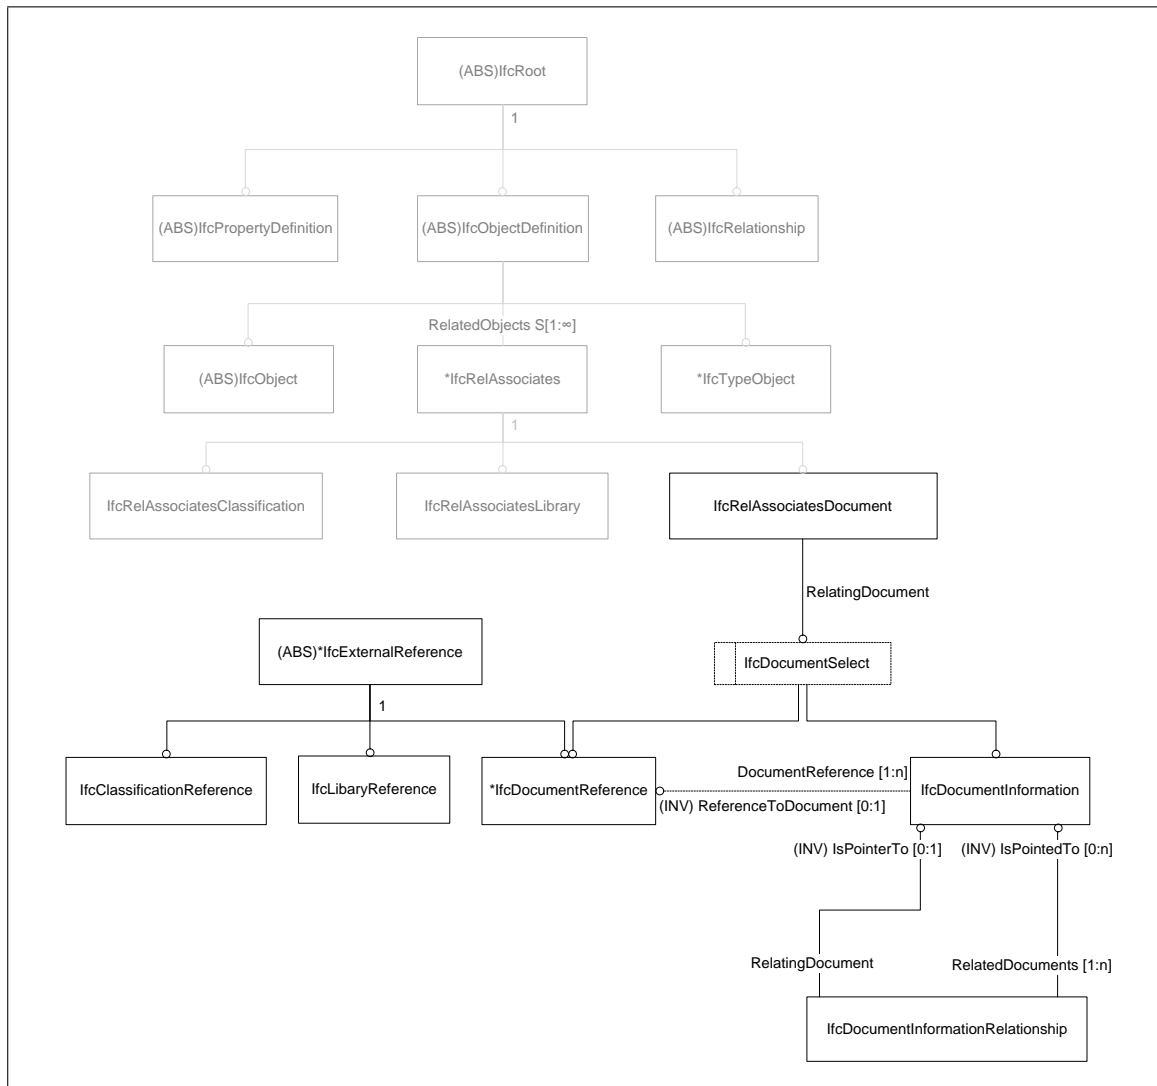 (ABS)IfcRoot
1
(ABS)IfcPropertyDefinition
(ABS)IfcObjectDefinition
(ABS)IfcRelationship
RelatedObjects S[1:∞]
(ABS)IfcObject
*IfcRelAssociates
*IfcTypeObject
1
IfcRelAssociatesClassification
IfcRelAssociatesLibrary
IfcRelAssociatesDocument
RelatingDocument
(ABS)*IfcExternalReference
IfcDocumentSelect
1
IfcClassificationReference
IfcLibaryReference
*IfcDocumentReference
DocumentReference [1:n]
(INV) ReferenceToDocument [0:1]
IfcDocumentInformation
(INV) IsPointerTo [0:1]
(INV) IsPointedTo [0:n]
RelatingDocument
RelatedDocuments [1:n]
IfcDocumentInformationRelationship